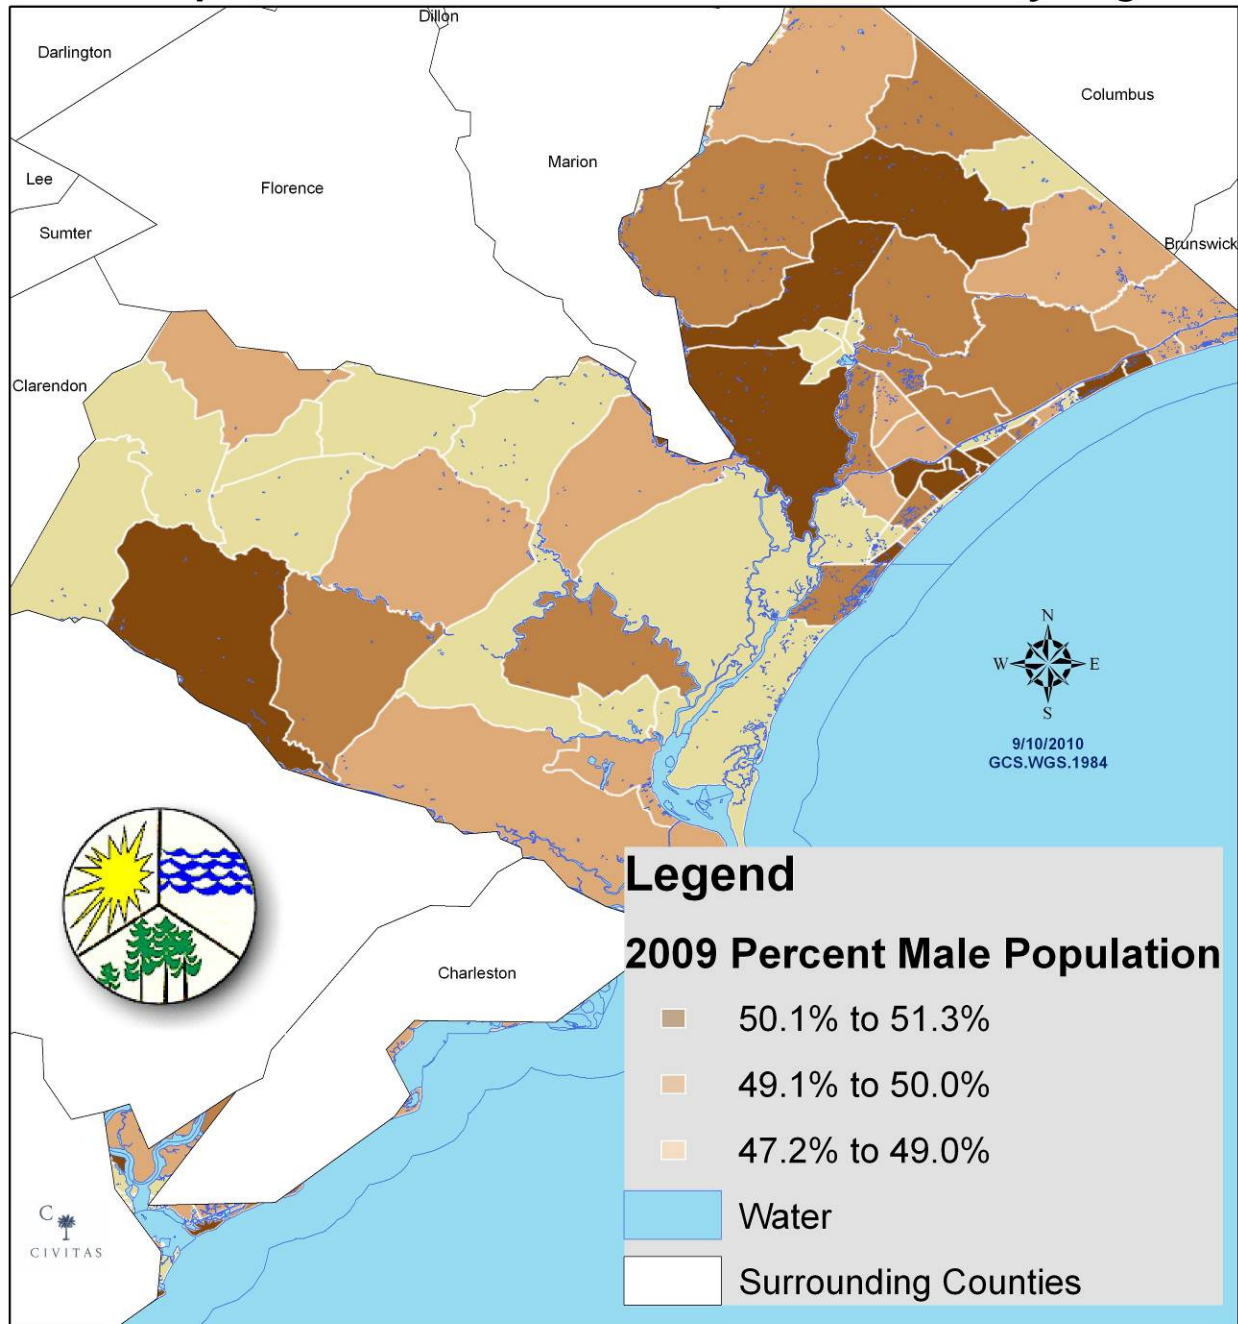 Dillon
Darlington
Columbus
Marion
Lee
Florence
Sumter
Brunswick
Clarendon
N
W
E
S
9/10/2010
GCS.WGS.1984
Legend
2009 Percent Male Population
50.1% to 51.3%
49.1% to 50.0%
47.2% to 49.0%
Water
Surrounding Counties
Charleston
C
CIVITAS